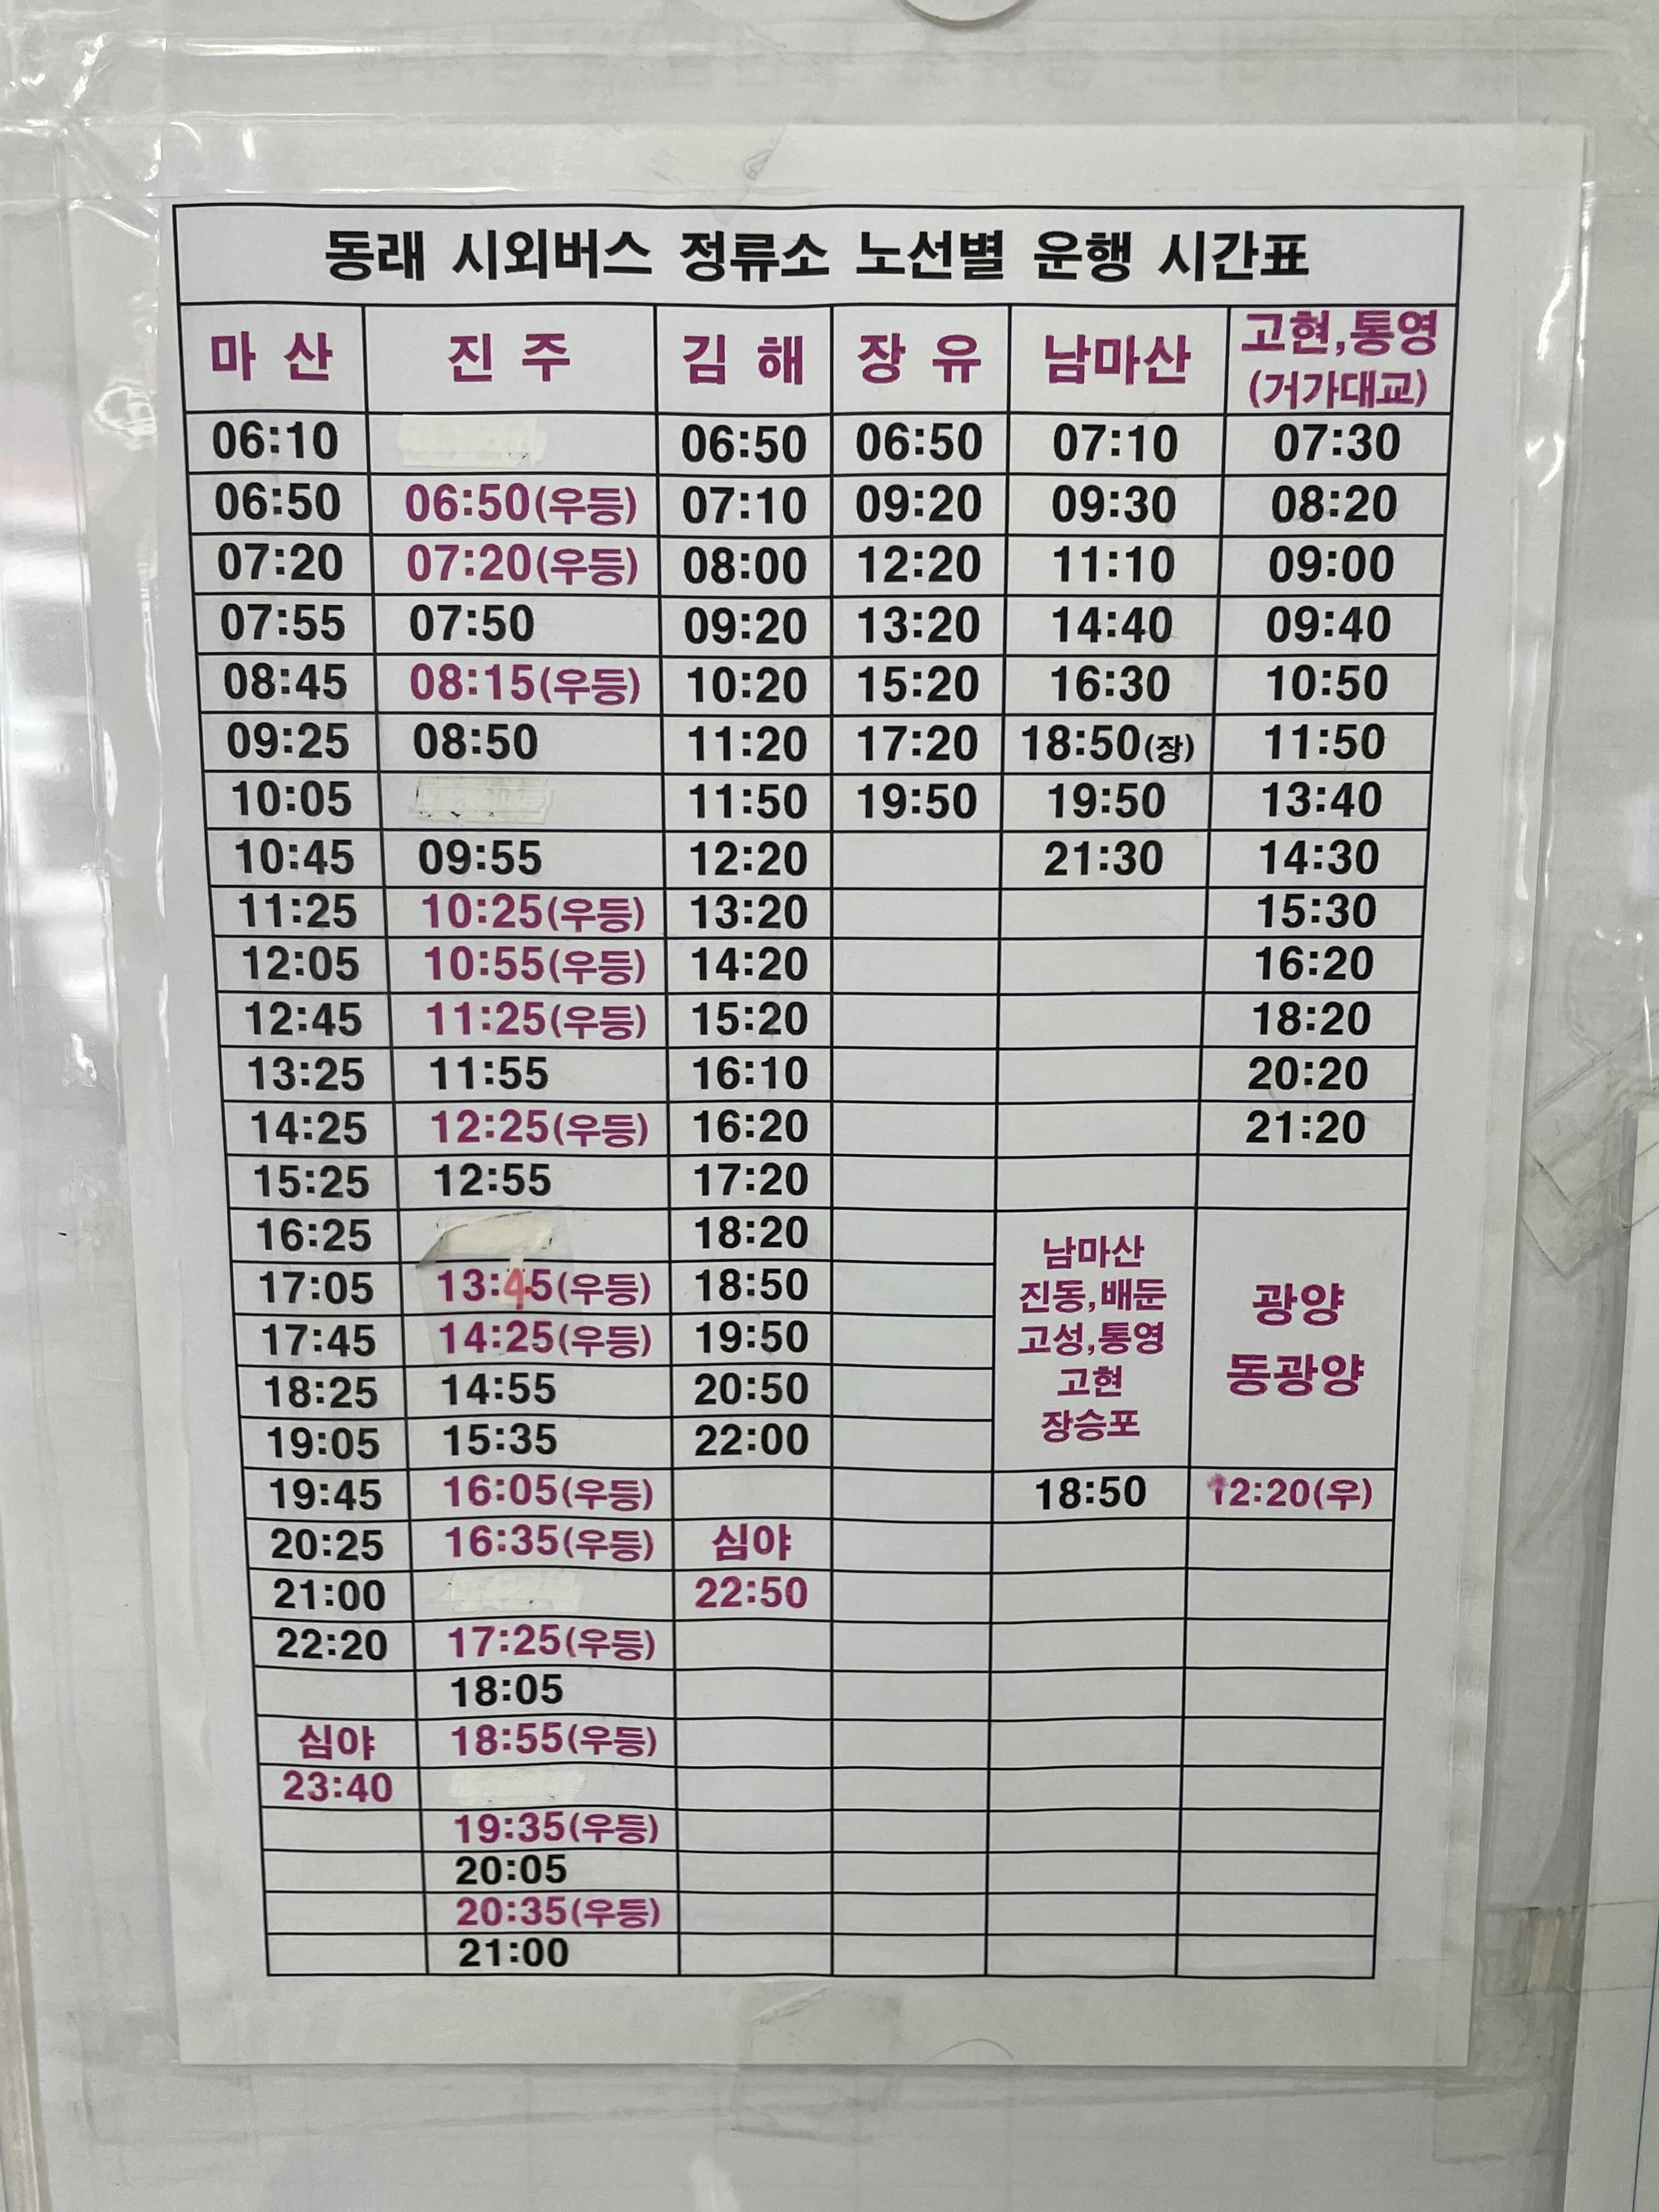 동래 시외버스 정류소 노선별 운행 시간표
마 산 진 주 김 해 장 유 남마산 고현,통영
(거가대교)
06:10 06:50 06:50 07:10 07:30
06:50 06:50(우등) 07:10 09:20 09:30 08:20
07:20 07:20(우등) 08:00 12:20 11:10 09:00
07:55 07:50 09:20 13:20 14:40 09:40
08:45 08:15(우등) 10:20 15:20 16:30 10:50
09:25 08:50 11:20 17:20 18:50(장) 11:50
10:05 11:50 19:50 19:50 13:40
10:45 09:55 12:20 21:30 14:30
11:25 10:25(우등) 13:20 15:30
12:05 10:55(우등) 14:20 16:20
12:45 11:25(우등) 15:20 18:20
13:25 11:55 16:10 20:20
14:25 12:25(우등) 16:20 21:20
15:25 12:55 17:20
16:25 18:20
17:05 13:45(우등) 18:50
17:45 14:25(우등) 19:50
18:25 14:55 20:50
19:05 15:35 22:00
남마산
진동,배둔
고성,통영
고현
장승포
광양
동광양
19:45 16:05(우등) 18:50 12:20(우)
20:25 16:35(우등) 심야
21:00 22:50
22:20 17:25(우등)
18:05
심야 18:55(우등)
23:40
19:35(우등)
20:05
20:35(우등)
21:00